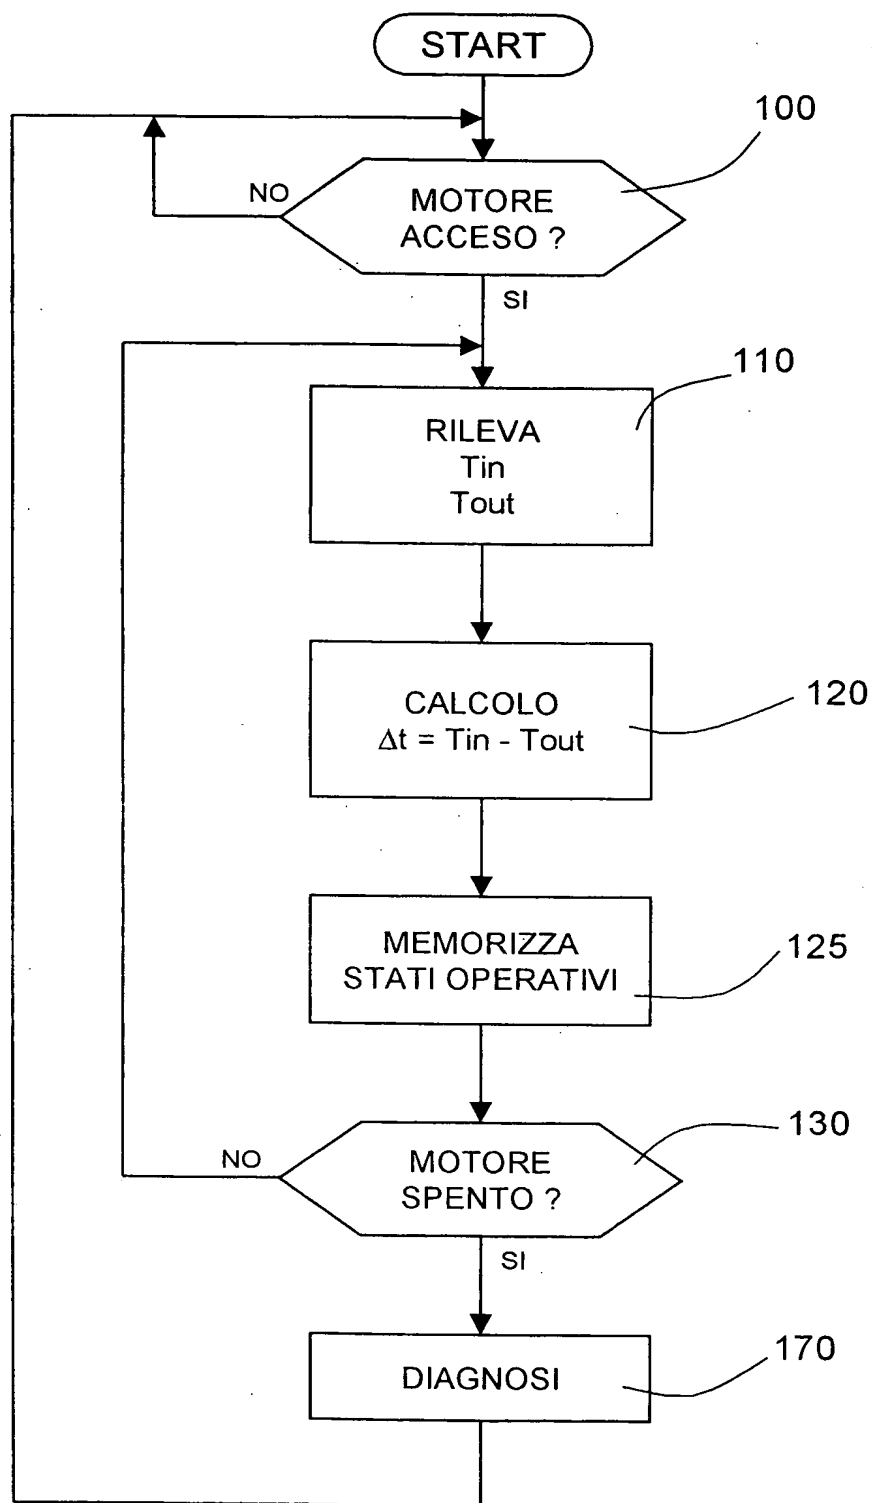 START
100
NO
MOTORE
ACCESO ?
SI
110
RILEVA
Tin
Tout
120
CALCOLO
Δt = Tin - Tout
MEMORIZZA
STATI OPERATIVI
125
130
NO
MOTORE
SPENTO ?
SI
170
DIAGNOSI